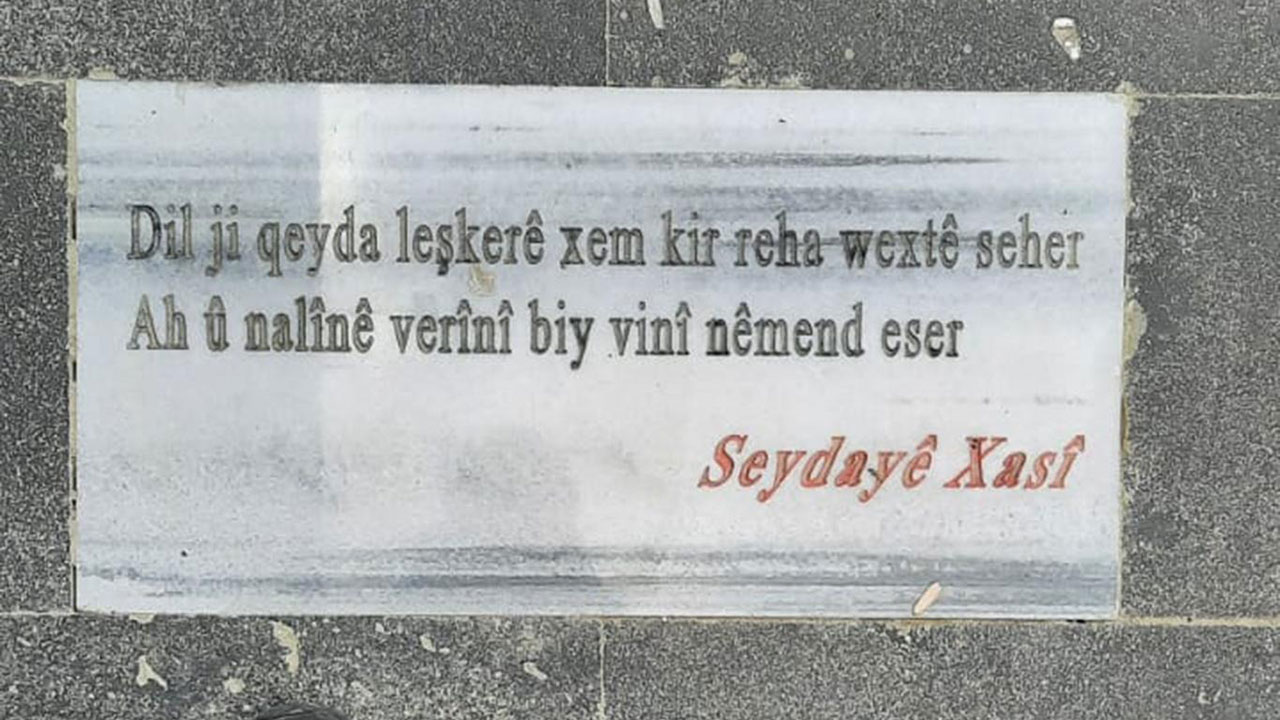 Dil ji qeyda leşkerê xem kir reha wextê seher
Ah û nalînê verînî biy vinî nêmend eser
Seydayê Xasî